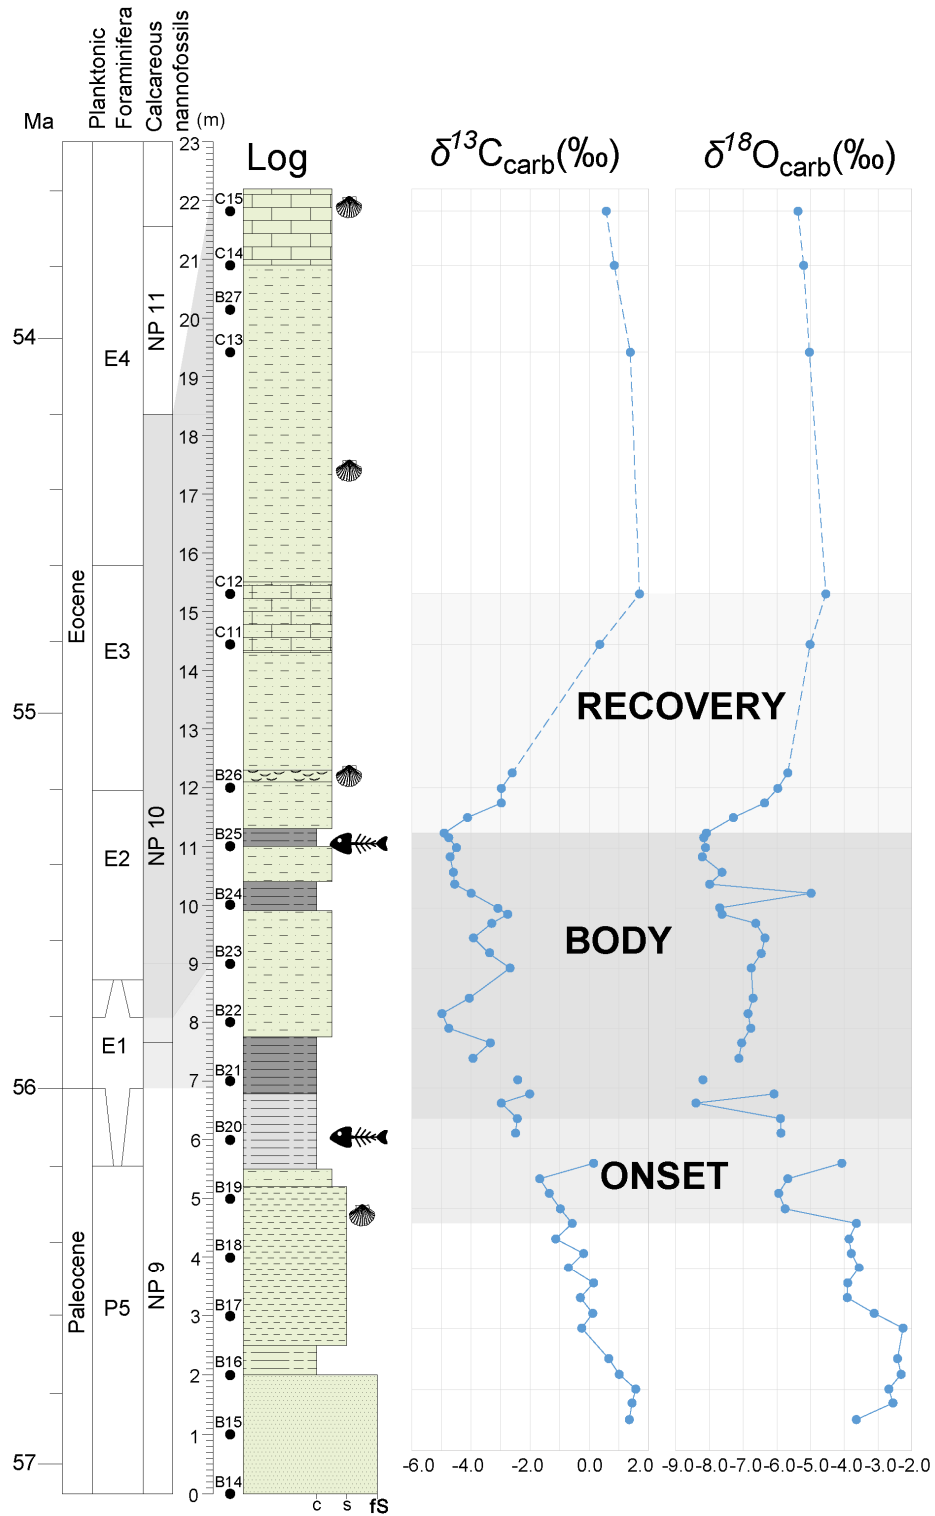 Planktonic
Foraminifera
Calcareous
nannofossils
Ma
(m)
Log
δ13Ccarb(‰)
δ18Ocarb(‰)
23
22
21
20
19
18
17
16
15
14
13
12
11
10
9
8
7
6
5
4
3
2
1
0
54
55
56
57
Eocene
Paleocene
E4
E3
E2
E1
P5
NP 11
NP 10
NP 9
C15
C14
B27
C13
C12
C11
B26
B25
B24
B23
B22
B21
B20
B19
B18
B17
B16
B15
B14
RECOVERY
BODY
ONSET
c s fS
-6.0 -4.0 -2.0 0.0 2.0
-9.0 -8.0 -7.0 -6.0 -5.0 -4.0 -3.0 -2.0